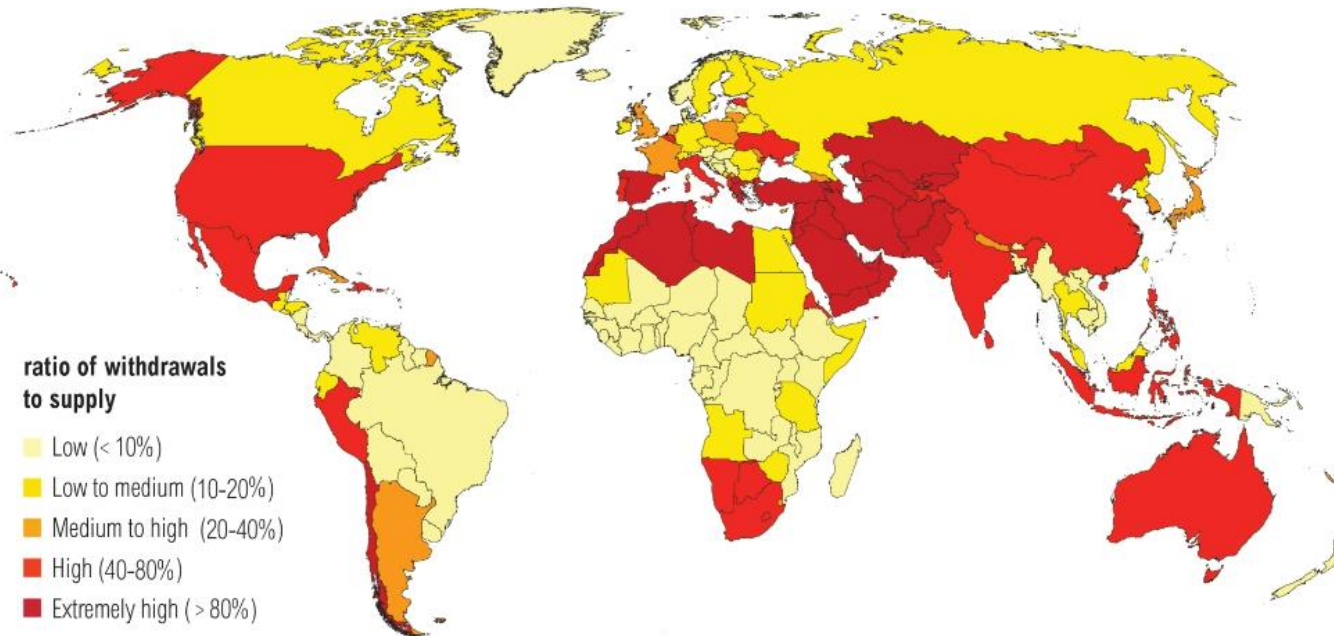 ratio of withdrawals
to supply
Low (< 10%)
Low to medium (10-20%)
Medium to high (20-40%)
High (40-80%)
Extremely high ( > 80%)